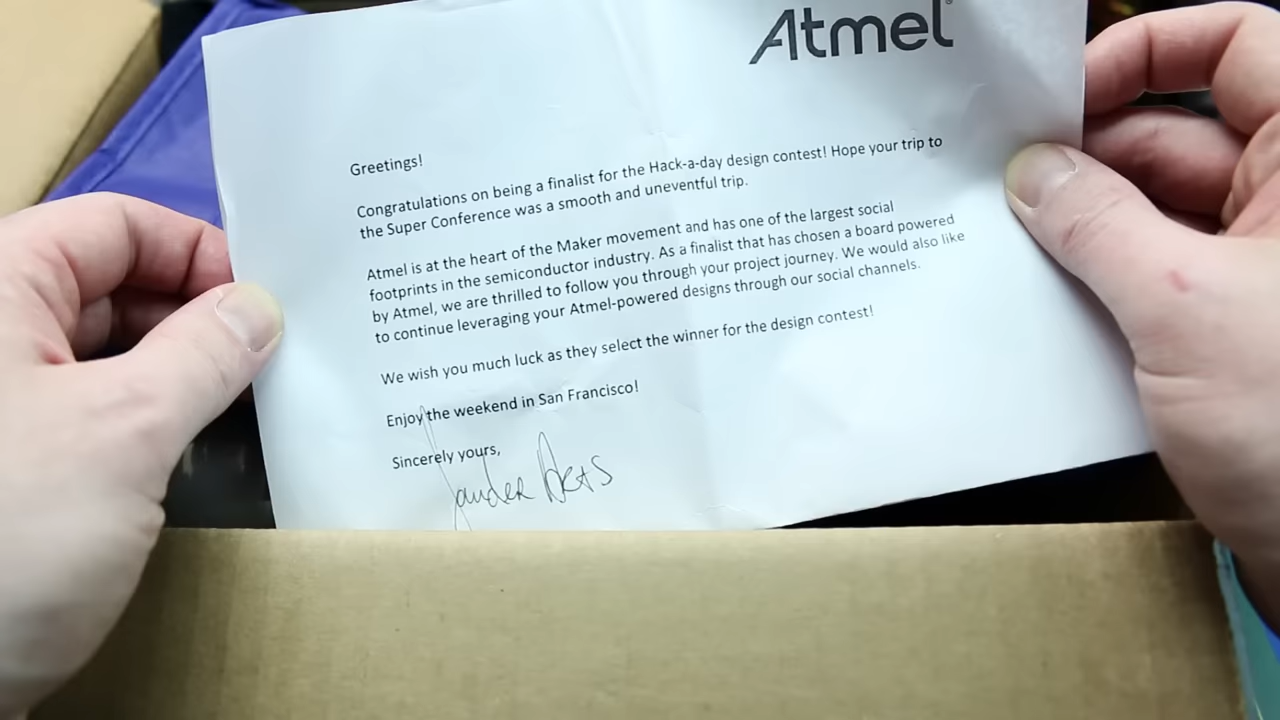 Atmel
Greetings!
Congratulations on being a finalist for the Hack-a-day design contest! Hope your trip to
the Super Conference was a smooth and uneventful trip.
Atmel is at the heart of the Maker movement and has one of the largest social
footprints in the semiconductor industry. As a finalist that has chosen a board powered
by Atmel, we are thrilled to follow you through your project journey. We would also like
to continue leveraging your Atmel-powered designs through our social channels.
We wish you much luck as they select the winner for the design contest!
Enjoy the weekend in San Francisco!
Sincerely yours,